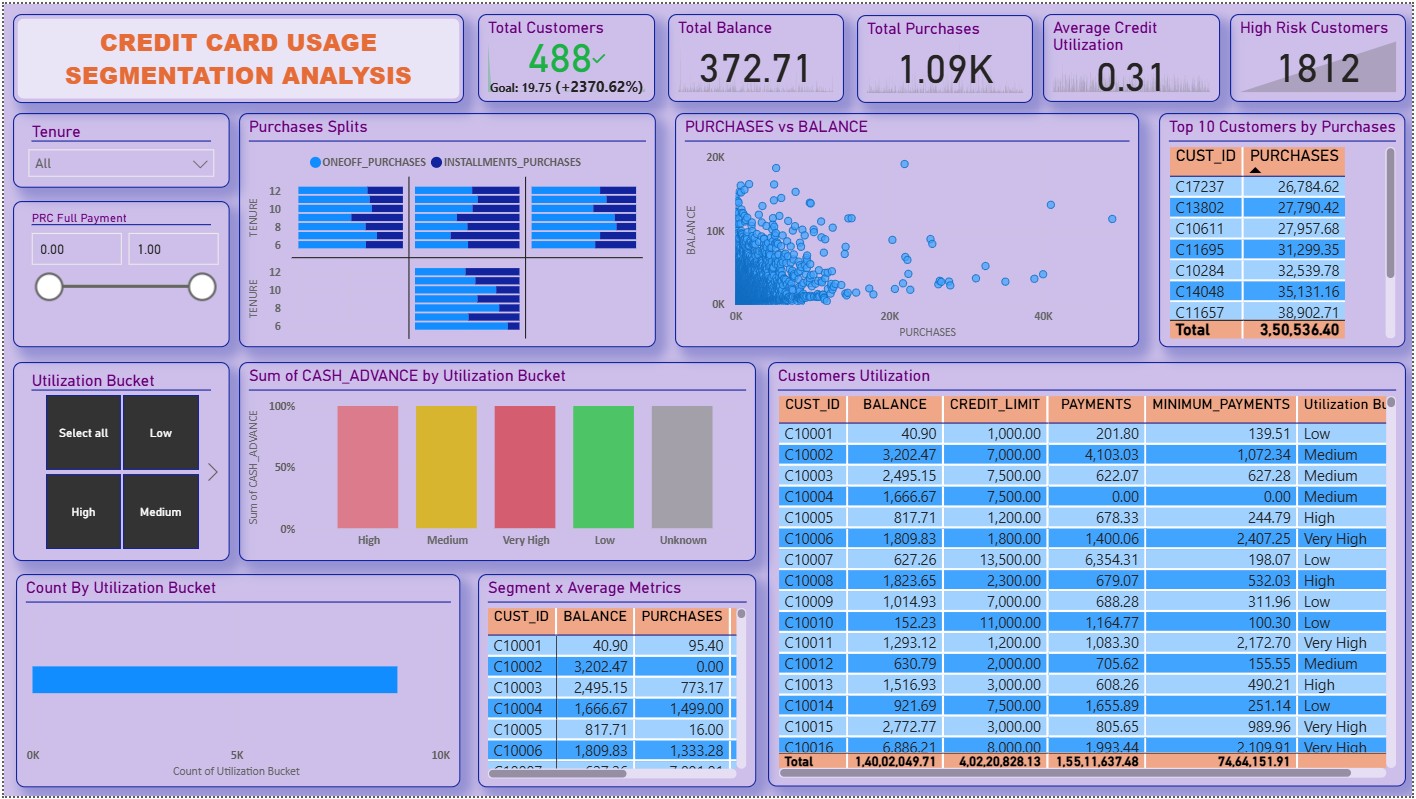 CREDIT CARD USAGE
SEGMENTATION ANALYSIS
Total Customers
488
Goal: 19.75 (+2370.62%)
Total Balance
372.71
Total Purchases
1.09K
Average Credit
Utilization
0.31
High Risk Customers
1812
Tenure
All
PRC Full Payment
0.00 1.00
Purchases Splits
ONEOFF_PURCHASES INSTALLMENTS_PURCHASES
TENURE
12
10
8
6
TENURE
12
10
8
6
PURCHASES vs BALANCE
BALANCE
20K
10K
0K
0K 20K 40K
PURCHASES
Top 10 Customers by Purchases
CUST_ID PURCHASES
C17237 26,784.62
C13802 27,790.42
C10611 27,957.68
C11695 31,299.35
C10284 32,539.78
C14048 35,131.16
C11657 38,902.71
Total 3,50,536.40
Utilization Bucket
Select all Low
High Medium
Sum of CASH_ADVANCE by Utilization Bucket
Sum of CASH_ADVANCE
100%
50%
0%
High Medium Very High Low Unknown
Customers Utilization
CUST_ID BALANCE CREDIT_LIMIT PAYMENTS MINIMUM_PAYMENTS Utilization Bu
C10001 40.90 1,000.00 201.80 139.51 Low
C10002 3,202.47 7,000.00 4,103.03 1,072.34 Medium
C10003 2,495.15 7,500.00 622.07 627.28 Medium
C10004 1,666.67 7,500.00 0.00 0.00 Medium
C10005 817.71 1,200.00 678.33 244.79 High
C10006 1,809.83 1,800.00 1,400.06 2,407.25 Very High
C10007 627.26 13,500.00 6,354.31 198.07 Low
C10008 1,823.65 2,300.00 679.07 532.03 High
C10009 1,014.93 7,000.00 688.28 311.96 Low
C10010 152.23 11,000.00 1,164.77 100.30 Low
C10011 1,293.12 1,200.00 1,083.30 2,172.70 Very High
C10012 630.79 2,000.00 705.62 155.55 Medium
C10013 1,516.93 3,000.00 608.26 490.21 High
C10014 921.69 7,500.00 1,655.89 251.14 Low
C10015 2,772.77 3,000.00 805.65 989.96 Very High
C10016 6,886.21 8,000.00 1,993.44 2,109.91 Very High
Total 1,40,02,049.71 4,02,20,828.13 1,55,11,637.48 74,64,151.91
Count By Utilization Bucket
0K 5K 10K
Count of Utilization Bucket
Segment x Average Metrics
CUST_ID BALANCE PURCHASES
C10001 40.90 95.40
C10002 3,202.47 0.00
C10003 2,495.15 773.17
C10004 1,666.67 1,499.00
C10005 817.71 16.00
C10006 1,809.83 1,333.28